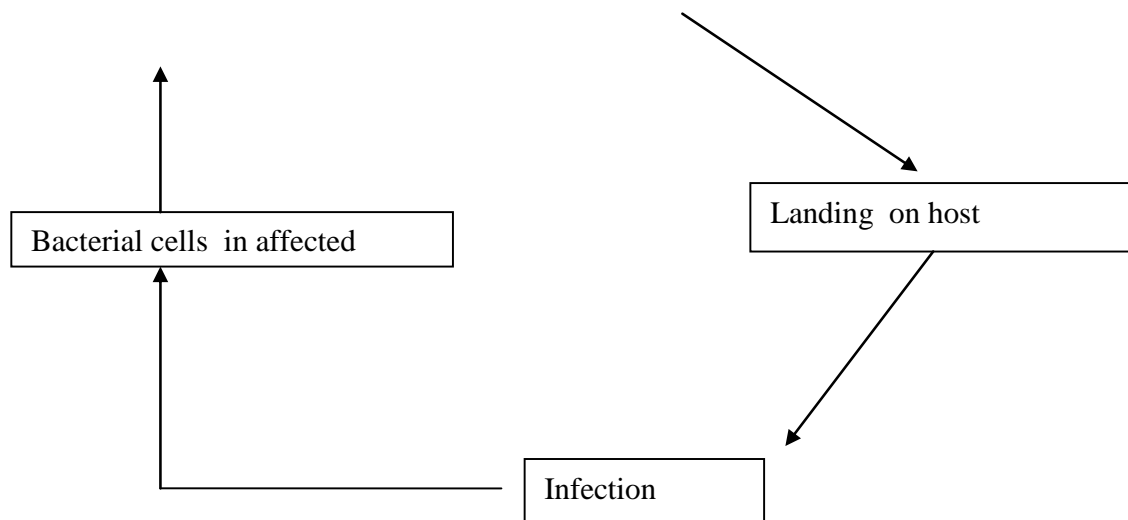 Landing on host
Bacterial cells in affected
Infection